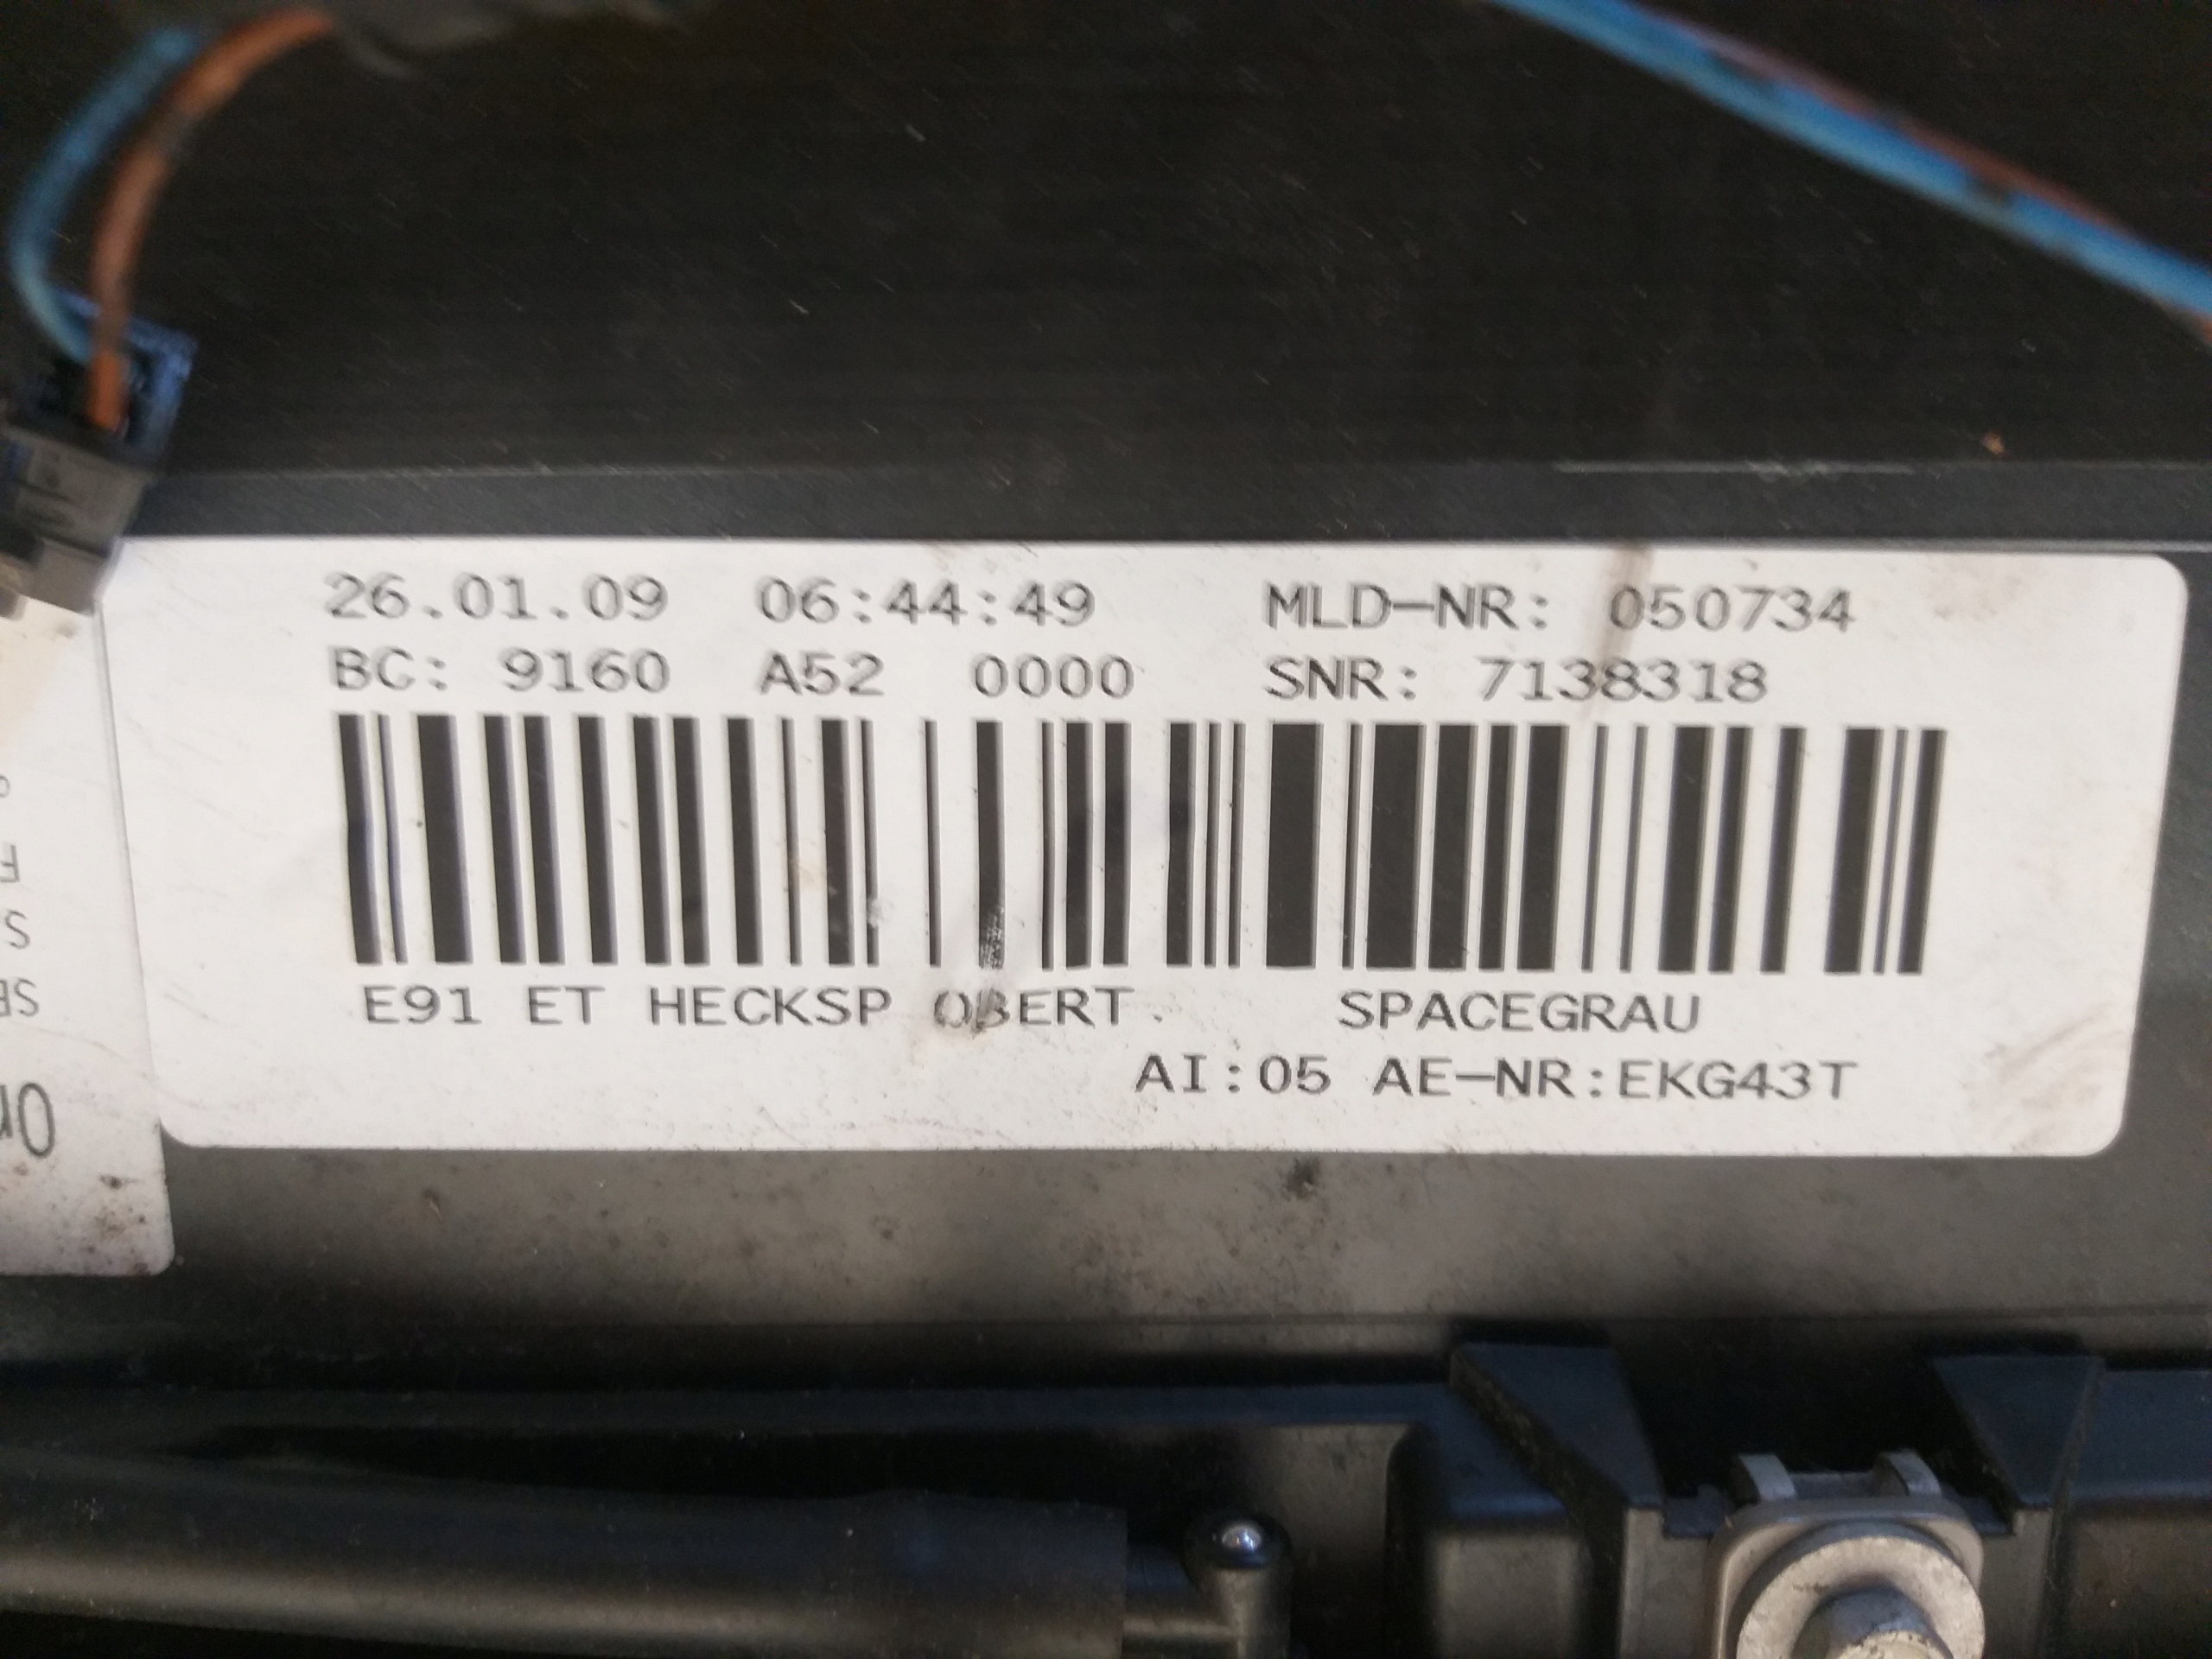 26.01.09 06:44:49 MLD-NR: 050734
BC: 9160 A52 0000 SNR: 7138318
E91 ET HECKSP OBERT. SPACEGRAU
AI:05 AE-NR:EKG43T